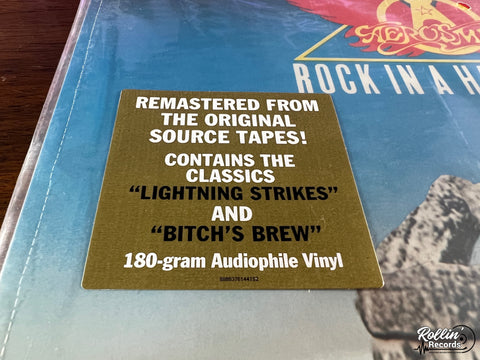 AEROSM
ROCK IN A H
REMASTERED FROM
THE ORIGINAL
SOURCE TAPES!
CONTAINS THE
CLASSICS
“LIGHTNING STRIKES”
AND
“BITCH’S BREW”
180-gram Audiophile Vinyl
Rollin'
Records